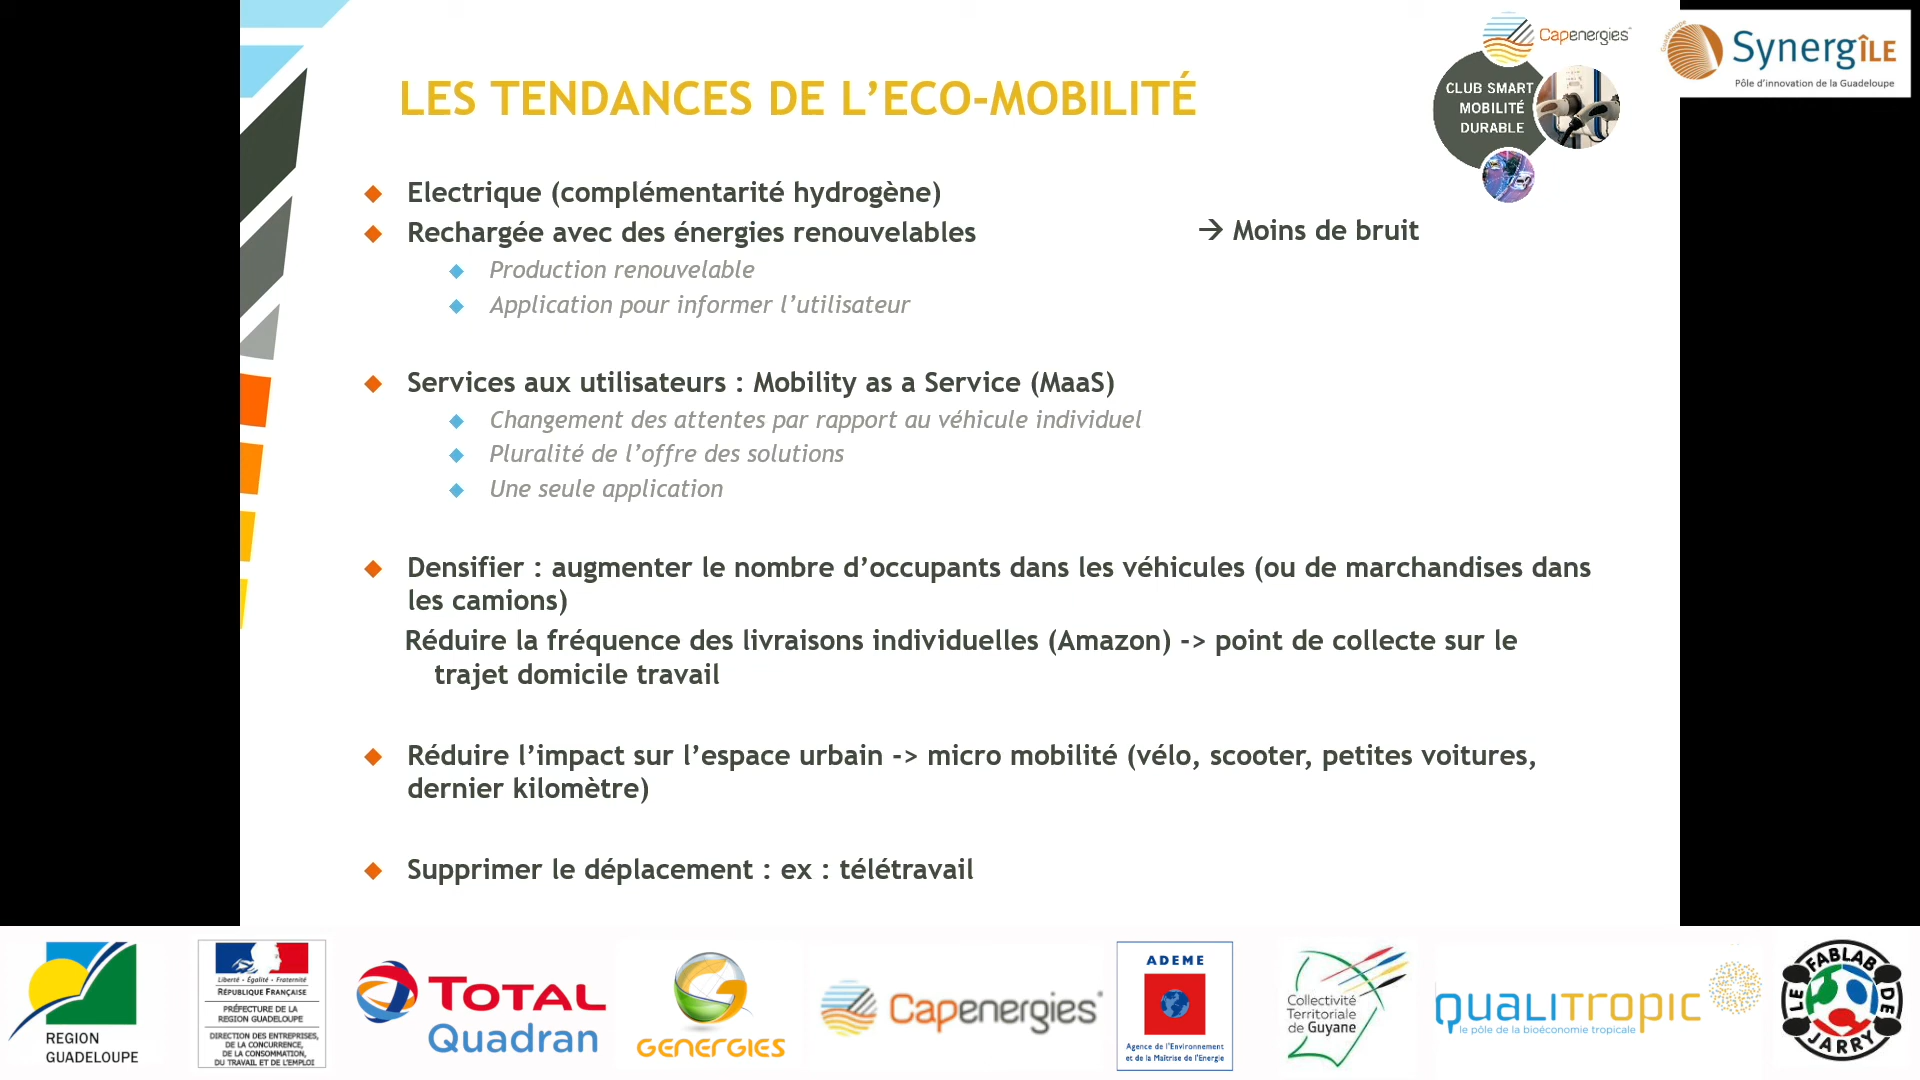 LES TENDANCES DE L’ECO-MOBILITÉ
Capenergies
CLUB SMART
MOBILITÉ
DURABLE
Guadeloupe
SynergÎLE
Pôle d’innovation de la Guadeloupe
Electrique (complémentarité hydrogène)
Rechargée avec des énergies renouvelables
→ Moins de bruit
Production renouvelable
Application pour informer l’utilisateur
Services aux utilisateurs : Mobility as a Service (MaaS)
Changement des attentes par rapport au véhicule individuel
Pluralité de l’offre des solutions
Une seule application
Densifier : augmenter le nombre d’occupants dans les véhicules (ou de marchandises dans
les camions)
Réduire la fréquence des livraisons individuelles (Amazon) -> point de collecte sur le
trajet domicile travail
Réduire l’impact sur l’espace urbain -> micro mobilité (vélo, scooter, petites voitures,
dernier kilomètre)
Supprimer le déplacement : ex : télétravail
REGION
GUADELOUPE
Liberté • Égalité • Fraternité
RÉPUBLIQUE FRANÇAISE
PRÉFECTURE DE LA
REGION GUADELOUPE
DIRECTION DES ENTREPRISES,
DE LA CONCURRENCE,
DE LA CONSOMMATION,
DU TRAVAIL ET DE L’EMPLOI
TOTAL
Quadran
GENERGIES
Capenergies
ADEME
Agence de l’Environnement
et de la Maîtrise de l’Energie
Collectivité
Territoriale
de Guyane
QUALITROPIC
le pôle de la bioéconomie tropicale
LE FABLAB DE JARRY